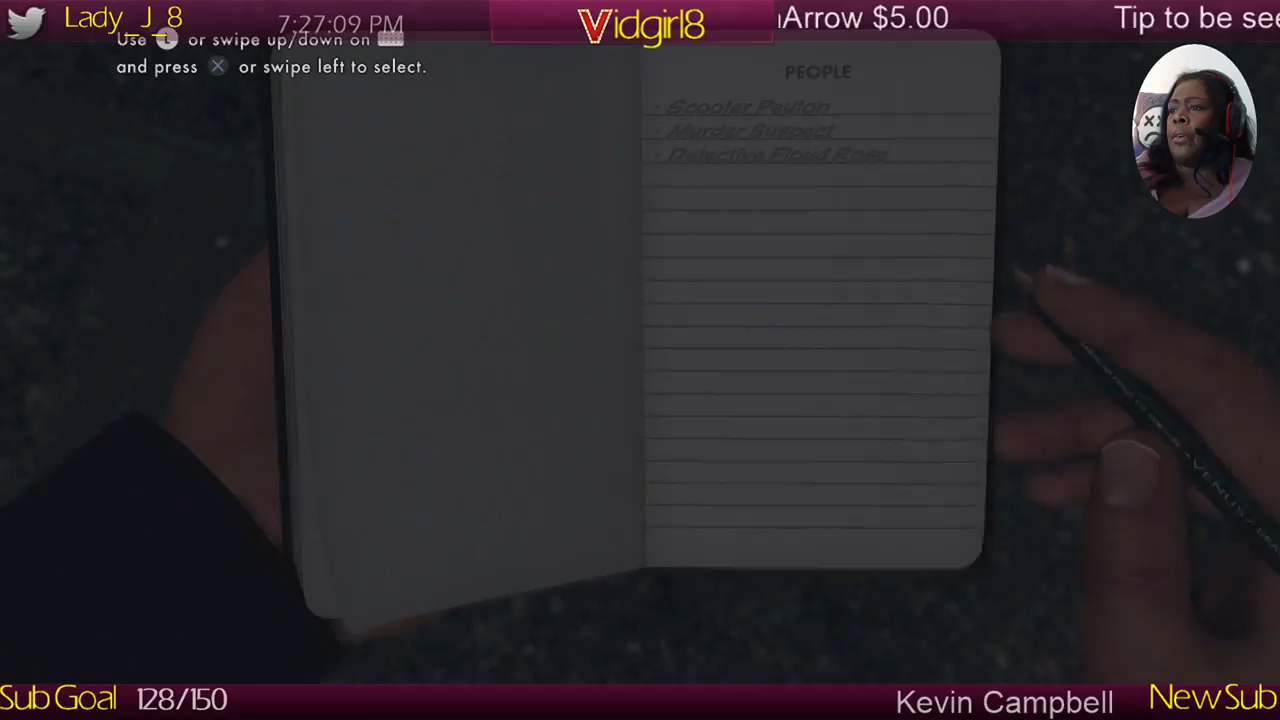 Lady_J_8
7:27:09 PM
Vidgirl8
Arrow $5.00
Tip to be see
Use L or swipe up/down on
and press X or swipe left to select.
PEOPLE
• Scooter Peyton
• Murder Suspect
• Detective Floyd Rose
VENUS
Sub Goal 128/150
Kevin Campbell
New Sub